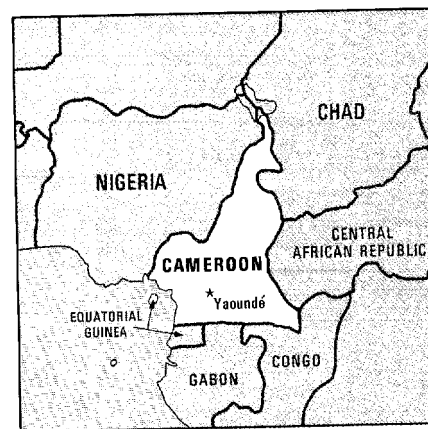 CHAD
NIGERIA
CENTRAL
AFRICAN REPUBLIC
CAMEROON
Yaoundé
EQUATORIAL
GUINEA
GABON
CONGO